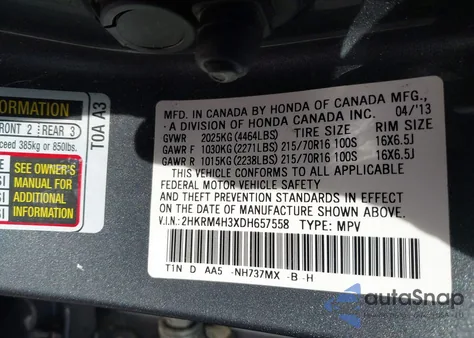 ORMATION
FRONT 2 | REAR 3
ceed 385kg or 850lbs.
SEE OWNER'S
MANUAL FOR
ADDITIONAL
INFORMATION
T0A A3
MFD. IN CANADA BY HONDA OF CANADA MFG.,
A DIVISION OF HONDA CANADA INC. 04/13
GVWR 2025KG (4464LBS) TIRE SIZE RIM SIZE
GAWR F 1030KG (2271LBS) 215/70R16 100S 16X6.5J
GAWR R 1015KG (2238LBS) 215/70R16 100S 16X6.5J
THIS VEHICLE CONFORMS TO ALL APPLICABLE
FEDERAL MOTOR VEHICLE SAFETY
AND THEFT PREVENTION STANDARDS IN EFFECT ON THE
DATE OF MANUFACTURE SHOWN ABOVE.
V.I.N.: 2HKRM4H3XDH657558 TYPE: MPV
T1N D AA5 -NH737MX -B -H
autoSnap